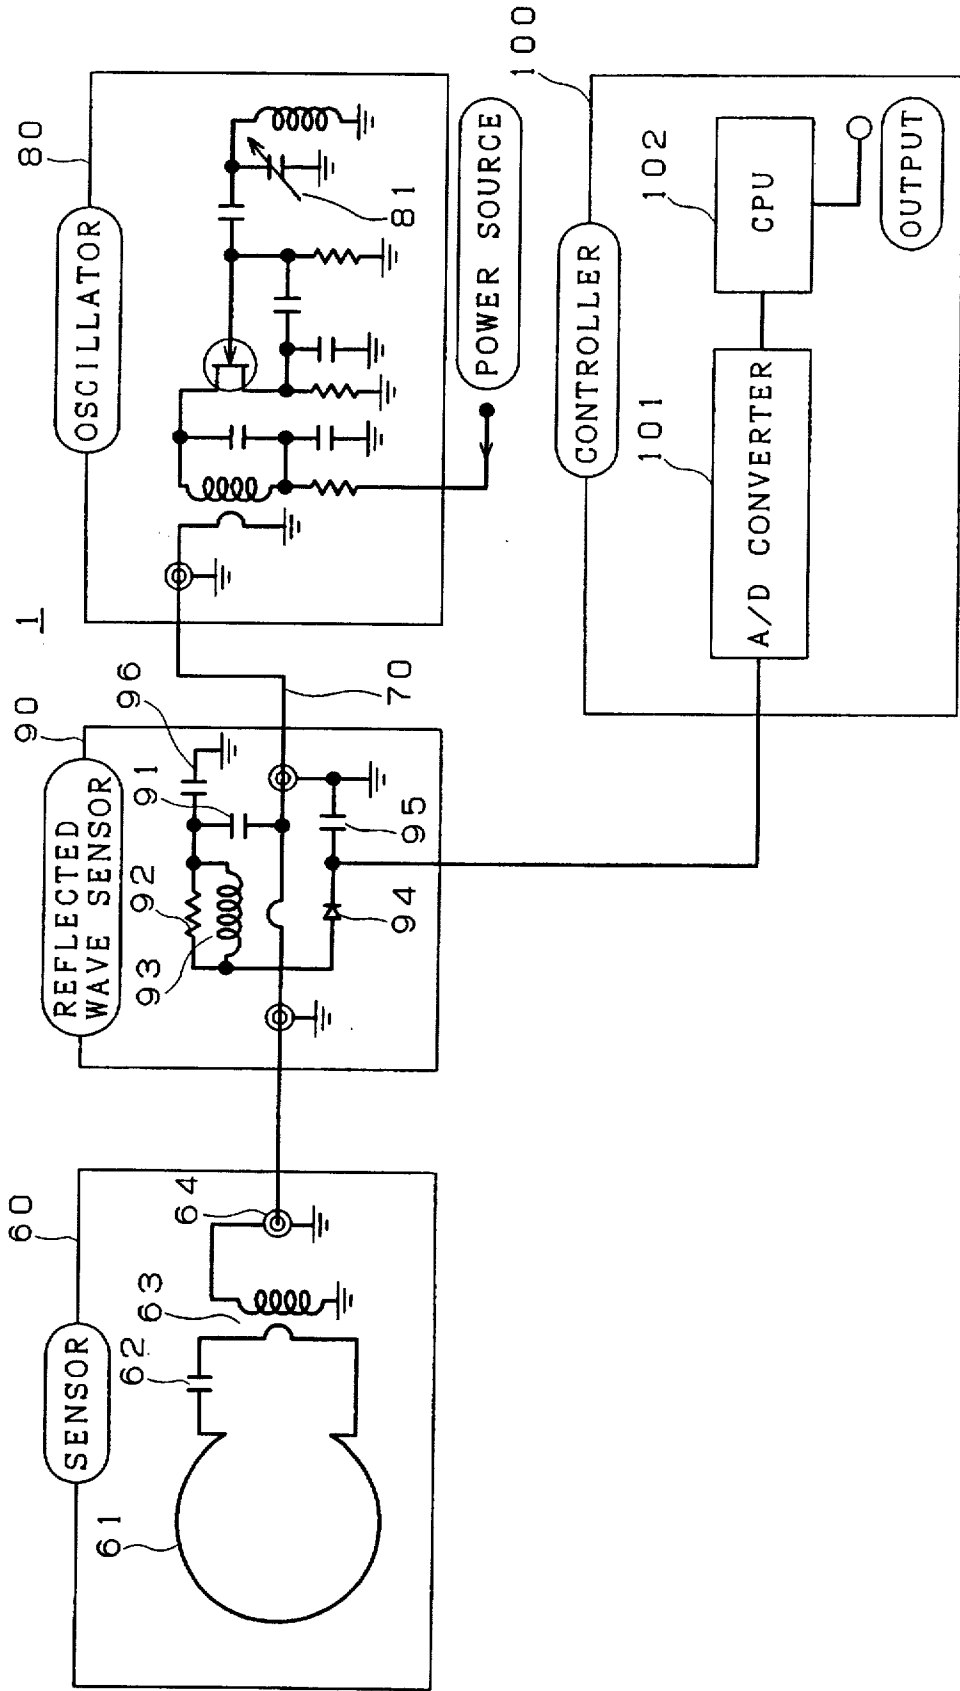 1
60
SENSOR
61
62
63
64
90
REFLECTED
WAVE SENSOR
93
92
91
96
94
95
70
80
OSCILLATOR
81
POWER SOURCE
100
CONTROLLER
101
A/D CONVERTER
102
CPU
OUTPUT